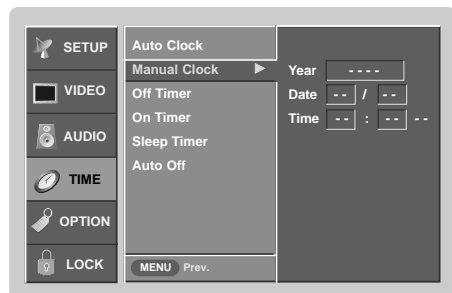 SETUP
VIDEO
AUDIO
TIME
OPTION
LOCK
Auto Clock
Manual Clock ►
Off Timer
On Timer
Sleep Timer
Auto Off
MENU Prev.
Year - - - -
Date - - / - -
Time - - : - - - -